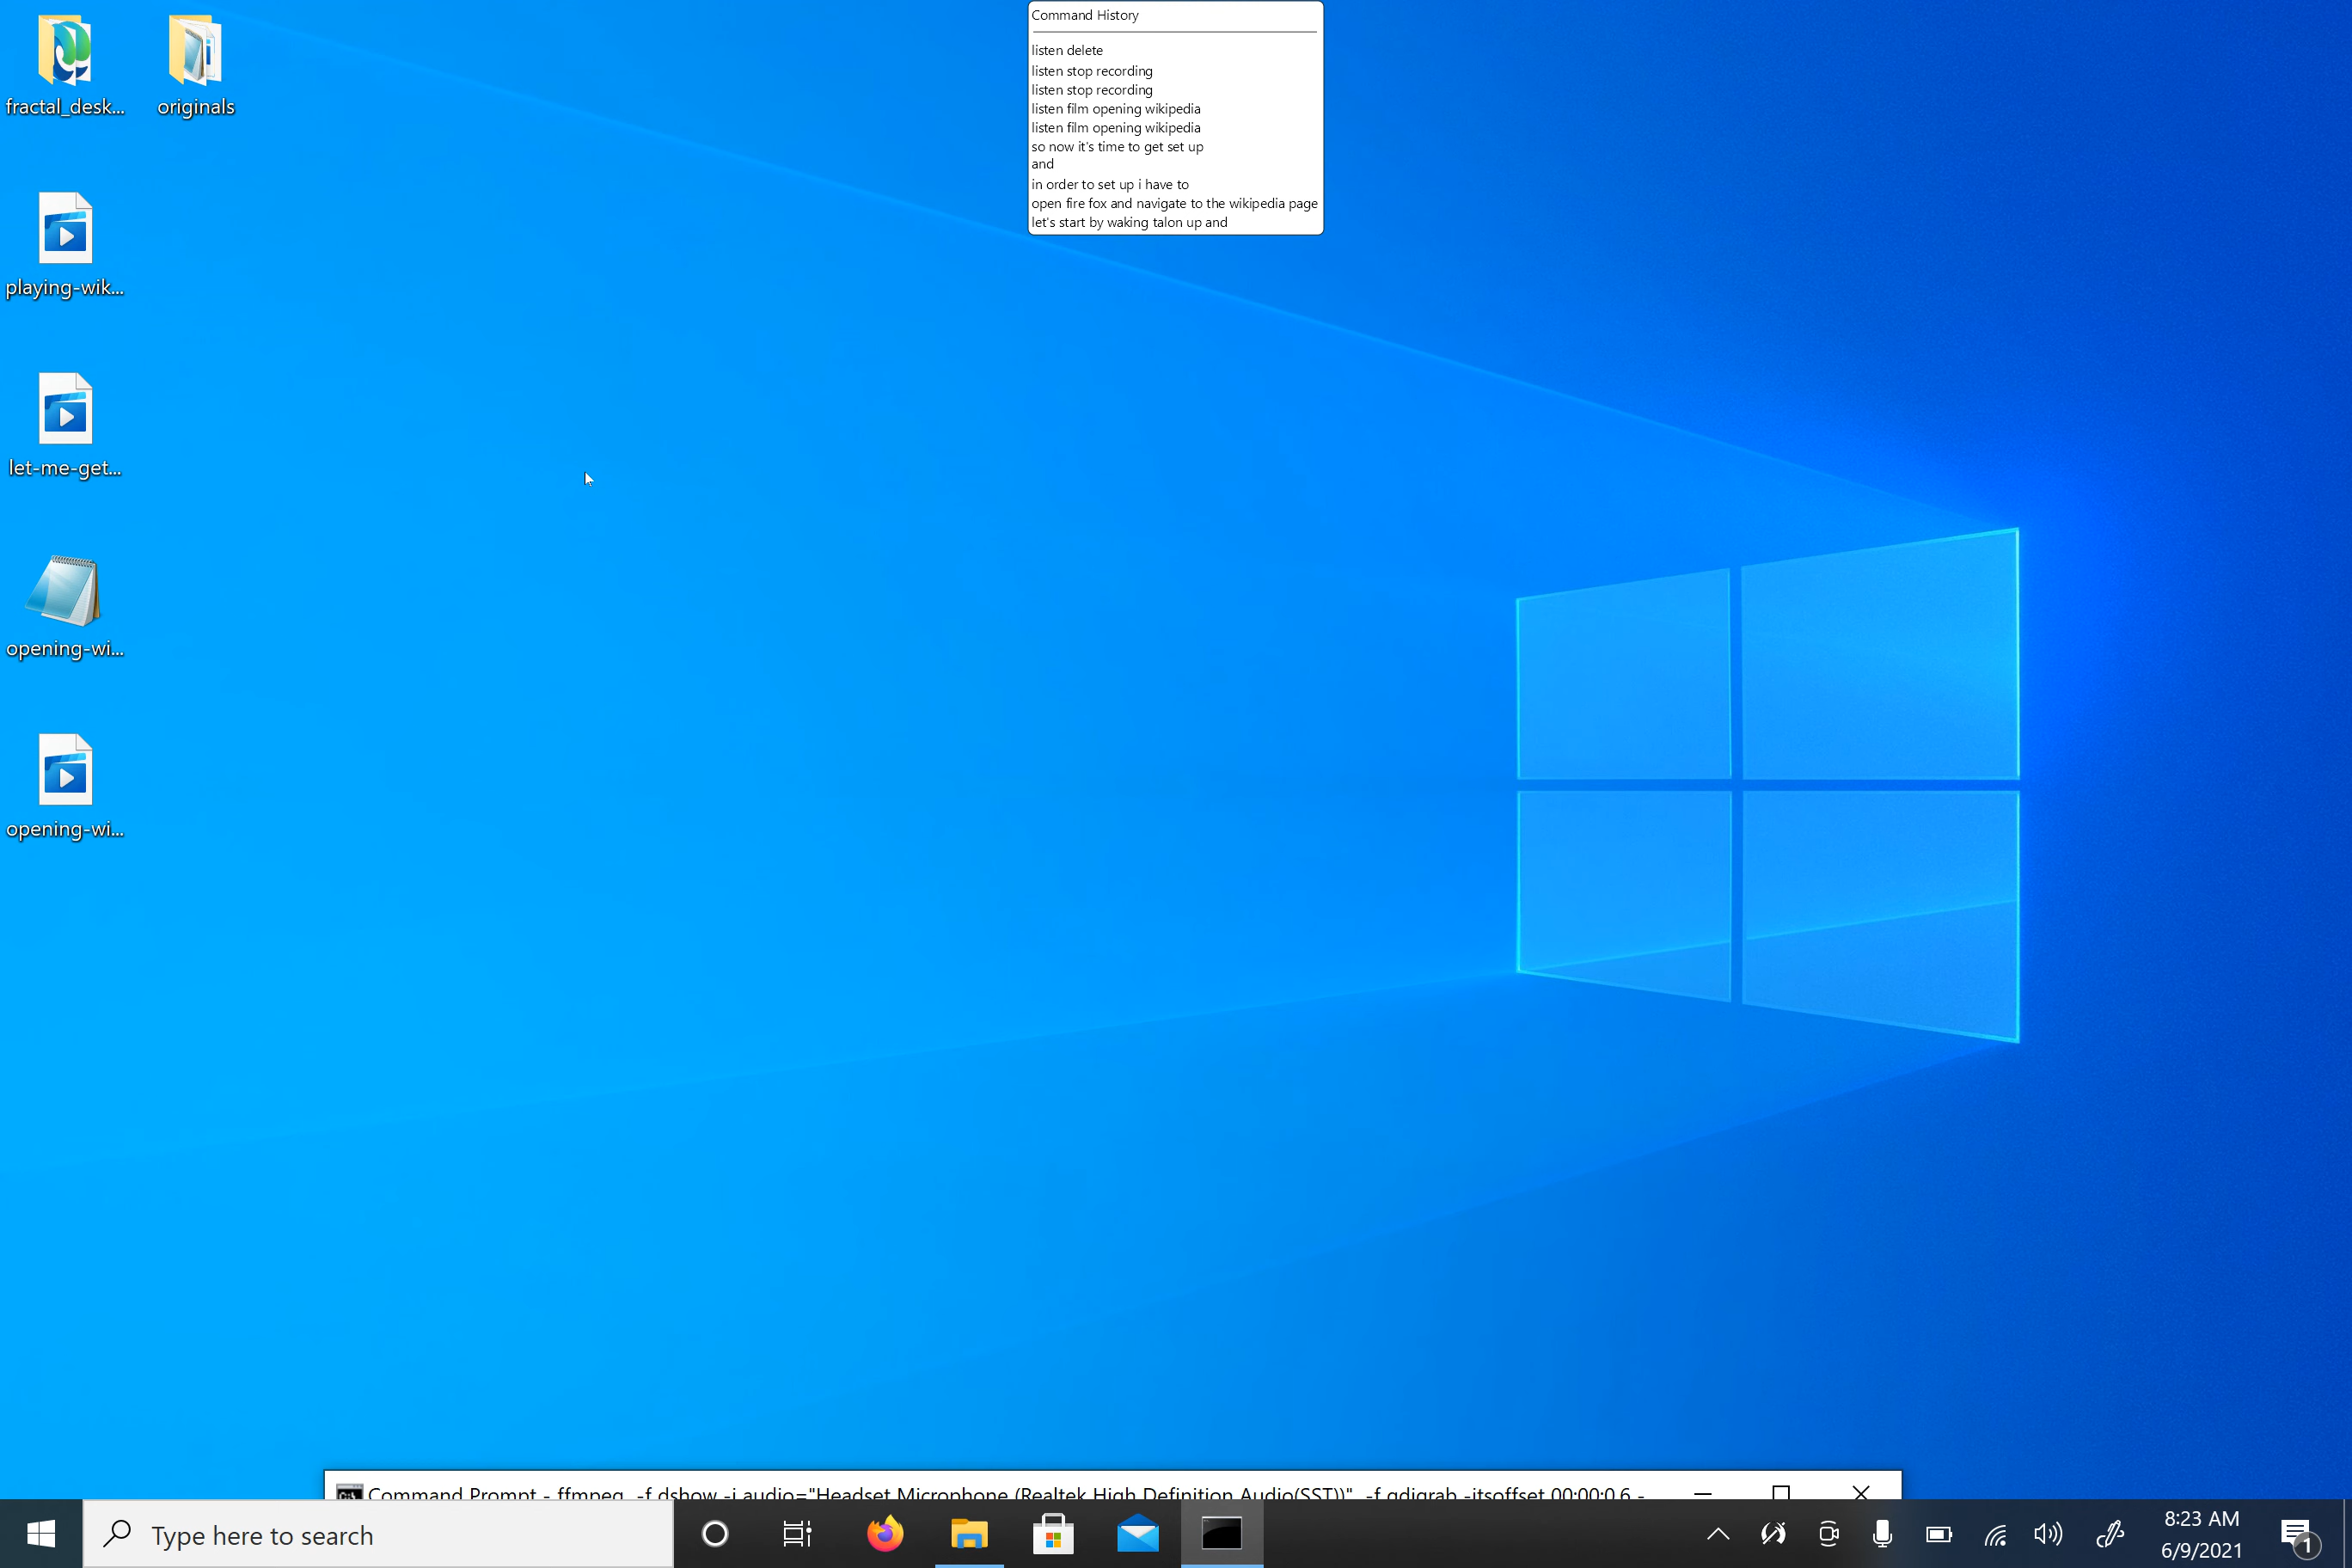 fractal_desk...
originals
playing-wik...
let-me-get...
opening-wi...
opening-wi...
Command History
listen delete
listen stop recording
listen stop recording
listen film opening wikipedia
listen film opening wikipedia
so now it's time to get set up
and
in order to set up i have to
open fire fox and navigate to the wikipedia page
let's start by waking talon up and
Command Prompt - ffmpeg -f dshow -i audio="Headset Microphone (Realtek High Definition Audio(SST))" -f gdigrab -itsoffset 00:00:0.6 -
Type here to search
8:23 AM
6/9/2021
1